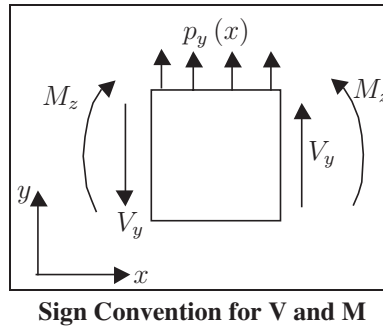 p_y (x)
M_z
M_z
V_y
V_y
y
x
Sign Convention for V and M